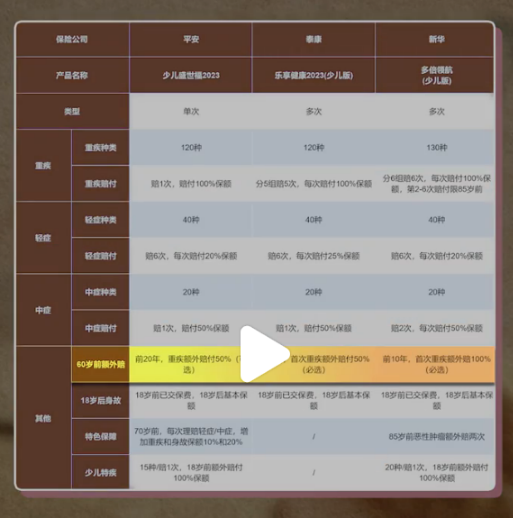 保险公司 平安 泰康 新华
产品名称 少儿盛世福2023 乐享健康2023(少儿版) 多倍领航
(少儿版)
类型 单次 多次 多次
重疾
重疾种类 120种 120种 130种
重疾赔付 赔1次，赔付100%保额 分5组赔5次，每次赔付100%保额 分6组赔6次，每次赔付100%保
额，第2-6次赔付限85岁前
轻症
轻症种类 40种 40种 40种
轻症赔付 赔6次，每次赔付20%保额 赔6次，每次赔付25%保额 赔6次，每次赔付20%保额
中症
中症种类 20种 20种 20种
中症赔付 赔1次，赔付50%保额 赔1次，赔付50%保额 赔2次，每次赔付50%保额
其他
60岁前额外赔 前20年，重疾额外赔付50%（
选） 首次重疾额外赔付50%
（必选） 前10年，首次重疾额外赔100%
（必选）
18岁后身故 18岁前已交保费，18岁后基本保
额 18岁前已交保费，18岁后基本保
额 18岁前已交保费，18岁后基本保
额
特色保障 70岁前，每次理赔轻症/中症，增
加重疾和身故保额10%和20% / 65岁前恶性肿瘤额外赔两次
少儿特疾 15种/赔1次，18岁前额外赔付
100%保额 / 20种/赔1次，18岁前额外赔付
100%保额